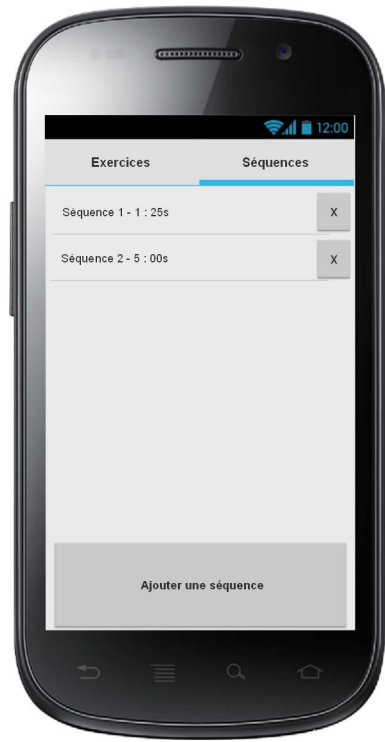 12:00
Exercices Séquences
Séquence 1 - 1 : 25s X
Séquence 2 - 5 : 00s X
Ajouter une séquence